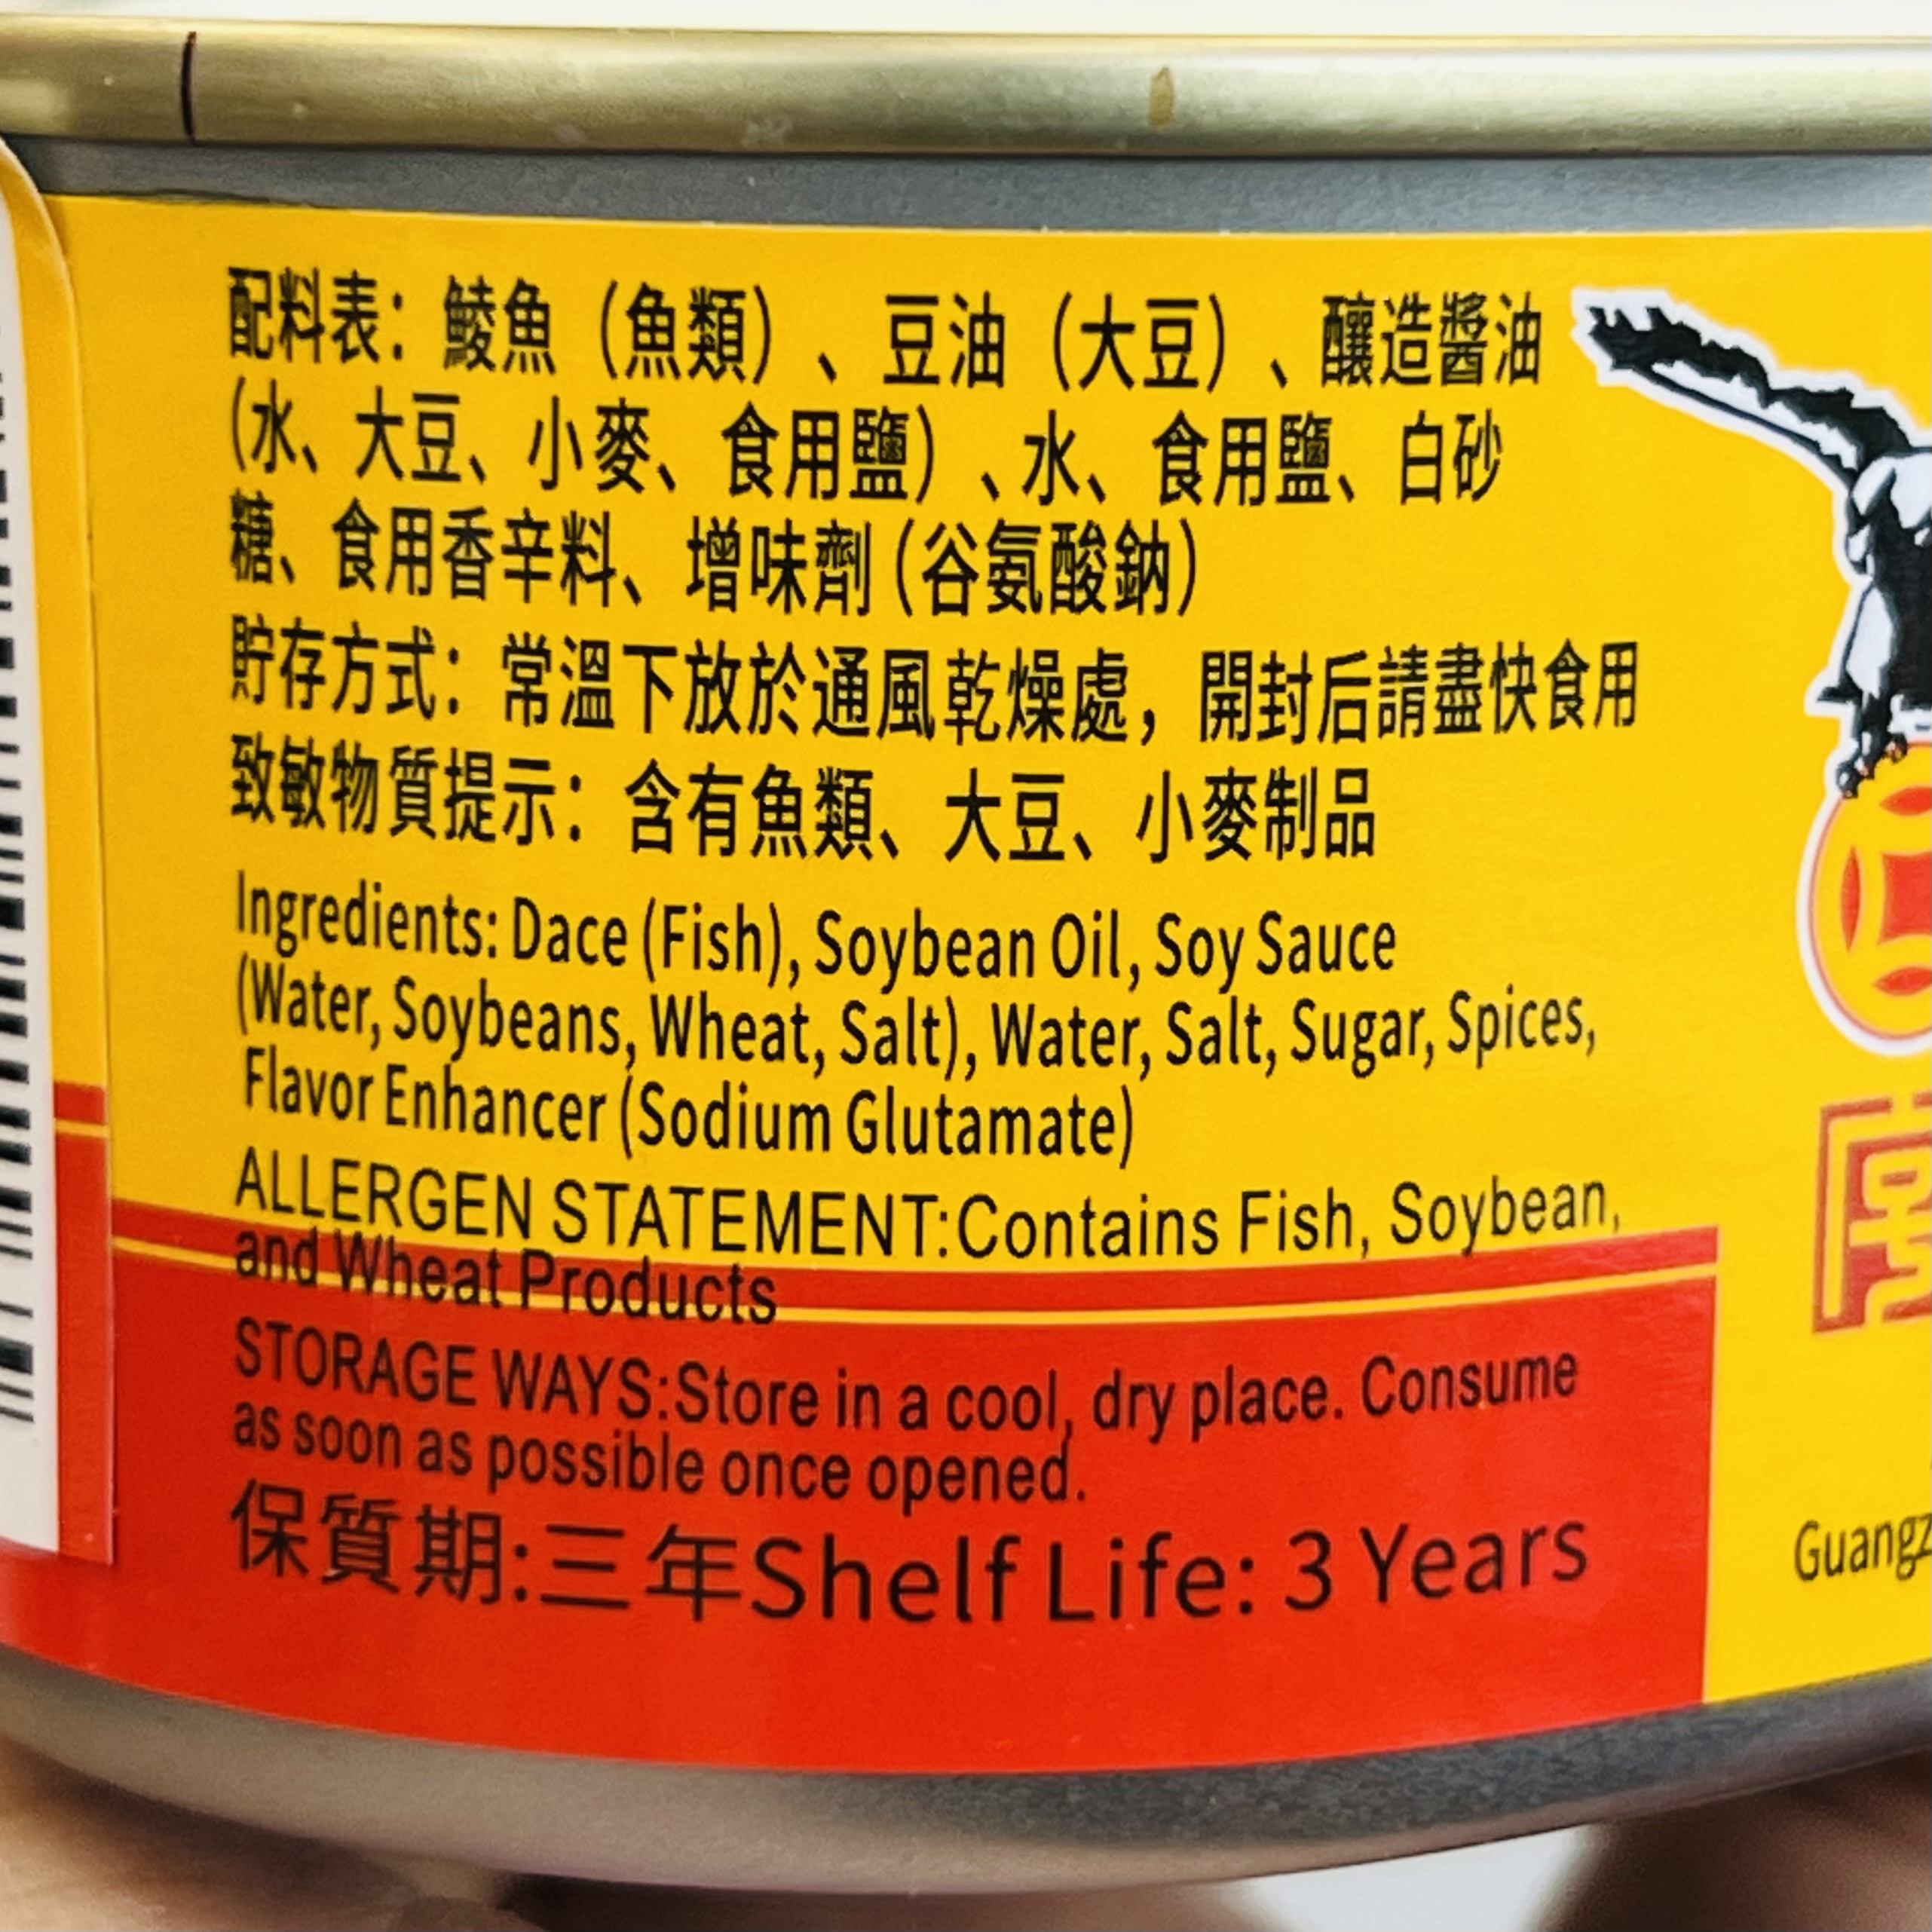 配料表：鯪魚（魚類）、豆油（大豆）、釀造醬油
(水、大豆、小麥、食用鹽）、水、食用鹽、白砂
糖、食用香辛料、增味劑(谷氨酸鈉)
貯存方式：常溫下放於通風乾燥處，開封后請盡快食用
致敏物質提示：含有魚類、大豆、小麥制品
Ingredients: Dace (Fish), Soybean Oil, Soy Sauce
(Water, Soybeans, Wheat, Salt), Water, Salt, Sugar, Spices,
Flavor Enhancer (Sodium Glutamate)
ALLERGEN STATEMENT:Contains Fish, Soybean,
and Wheat Products
STORAGE WAYS:Store in a cool, dry place. Consume
as soon as possible once opened.
保質期:三年Shelf Life: 3 Years